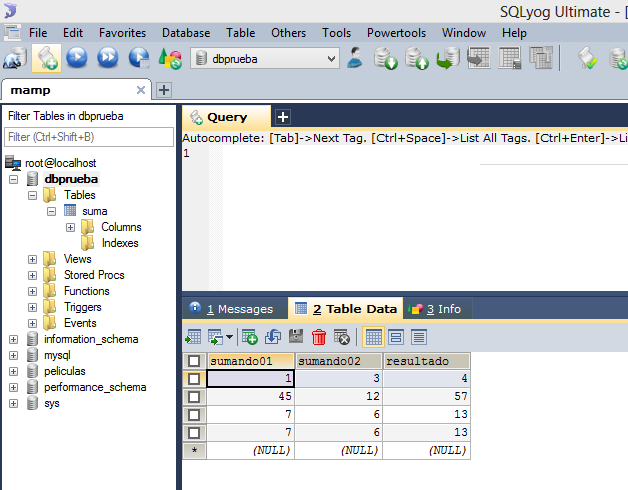 SQLyog Ultimate - [
File Edit Favorites Database Table Others Tools Powertools Window Help
dbprueba
mamp
Filter Tables in dbprueba
Filter (Ctrl+Shift+B)
root@localhost
dbprueba
Tables
suma
Columns
Indexes
Views
Stored Procs
Functions
Triggers
Events
information_schema
mysql
peliculas
performance_schema
sys
Query
Autocomplete: [Tab]->Next Tag. [Ctrl+Space]->List All Tags. [Ctrl+Enter]->Li
1
1 Messages 2 Table Data 3 Info
sumando01 sumando02 resultado
1 3 4
45 12 57
7 6 13
7 6 13
* (NULL) (NULL) (NULL)